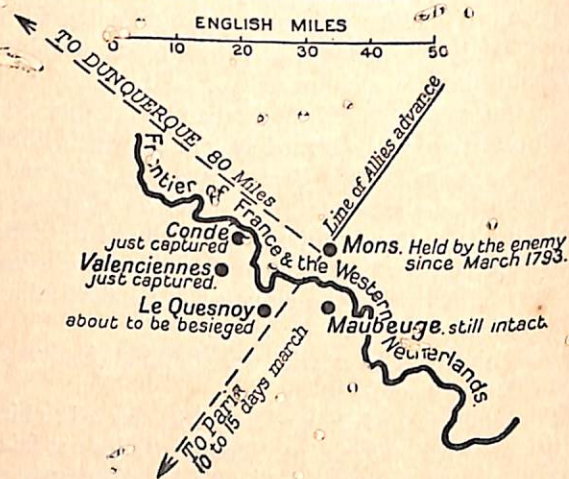 ENGLISH MILES
5 10 20 30 40 50
TO DUNQUERQUE 80 Miles
Line of Allies advance
Frontier of France & the Western Netherlands.
Condé
just captured
Mons. Held by the enemy
since March 1793.
Valenciennes
just captured.
Le Quesnoy
about to be besieged
Maubeuge. still intact.
To Paris
10 to 15 days march